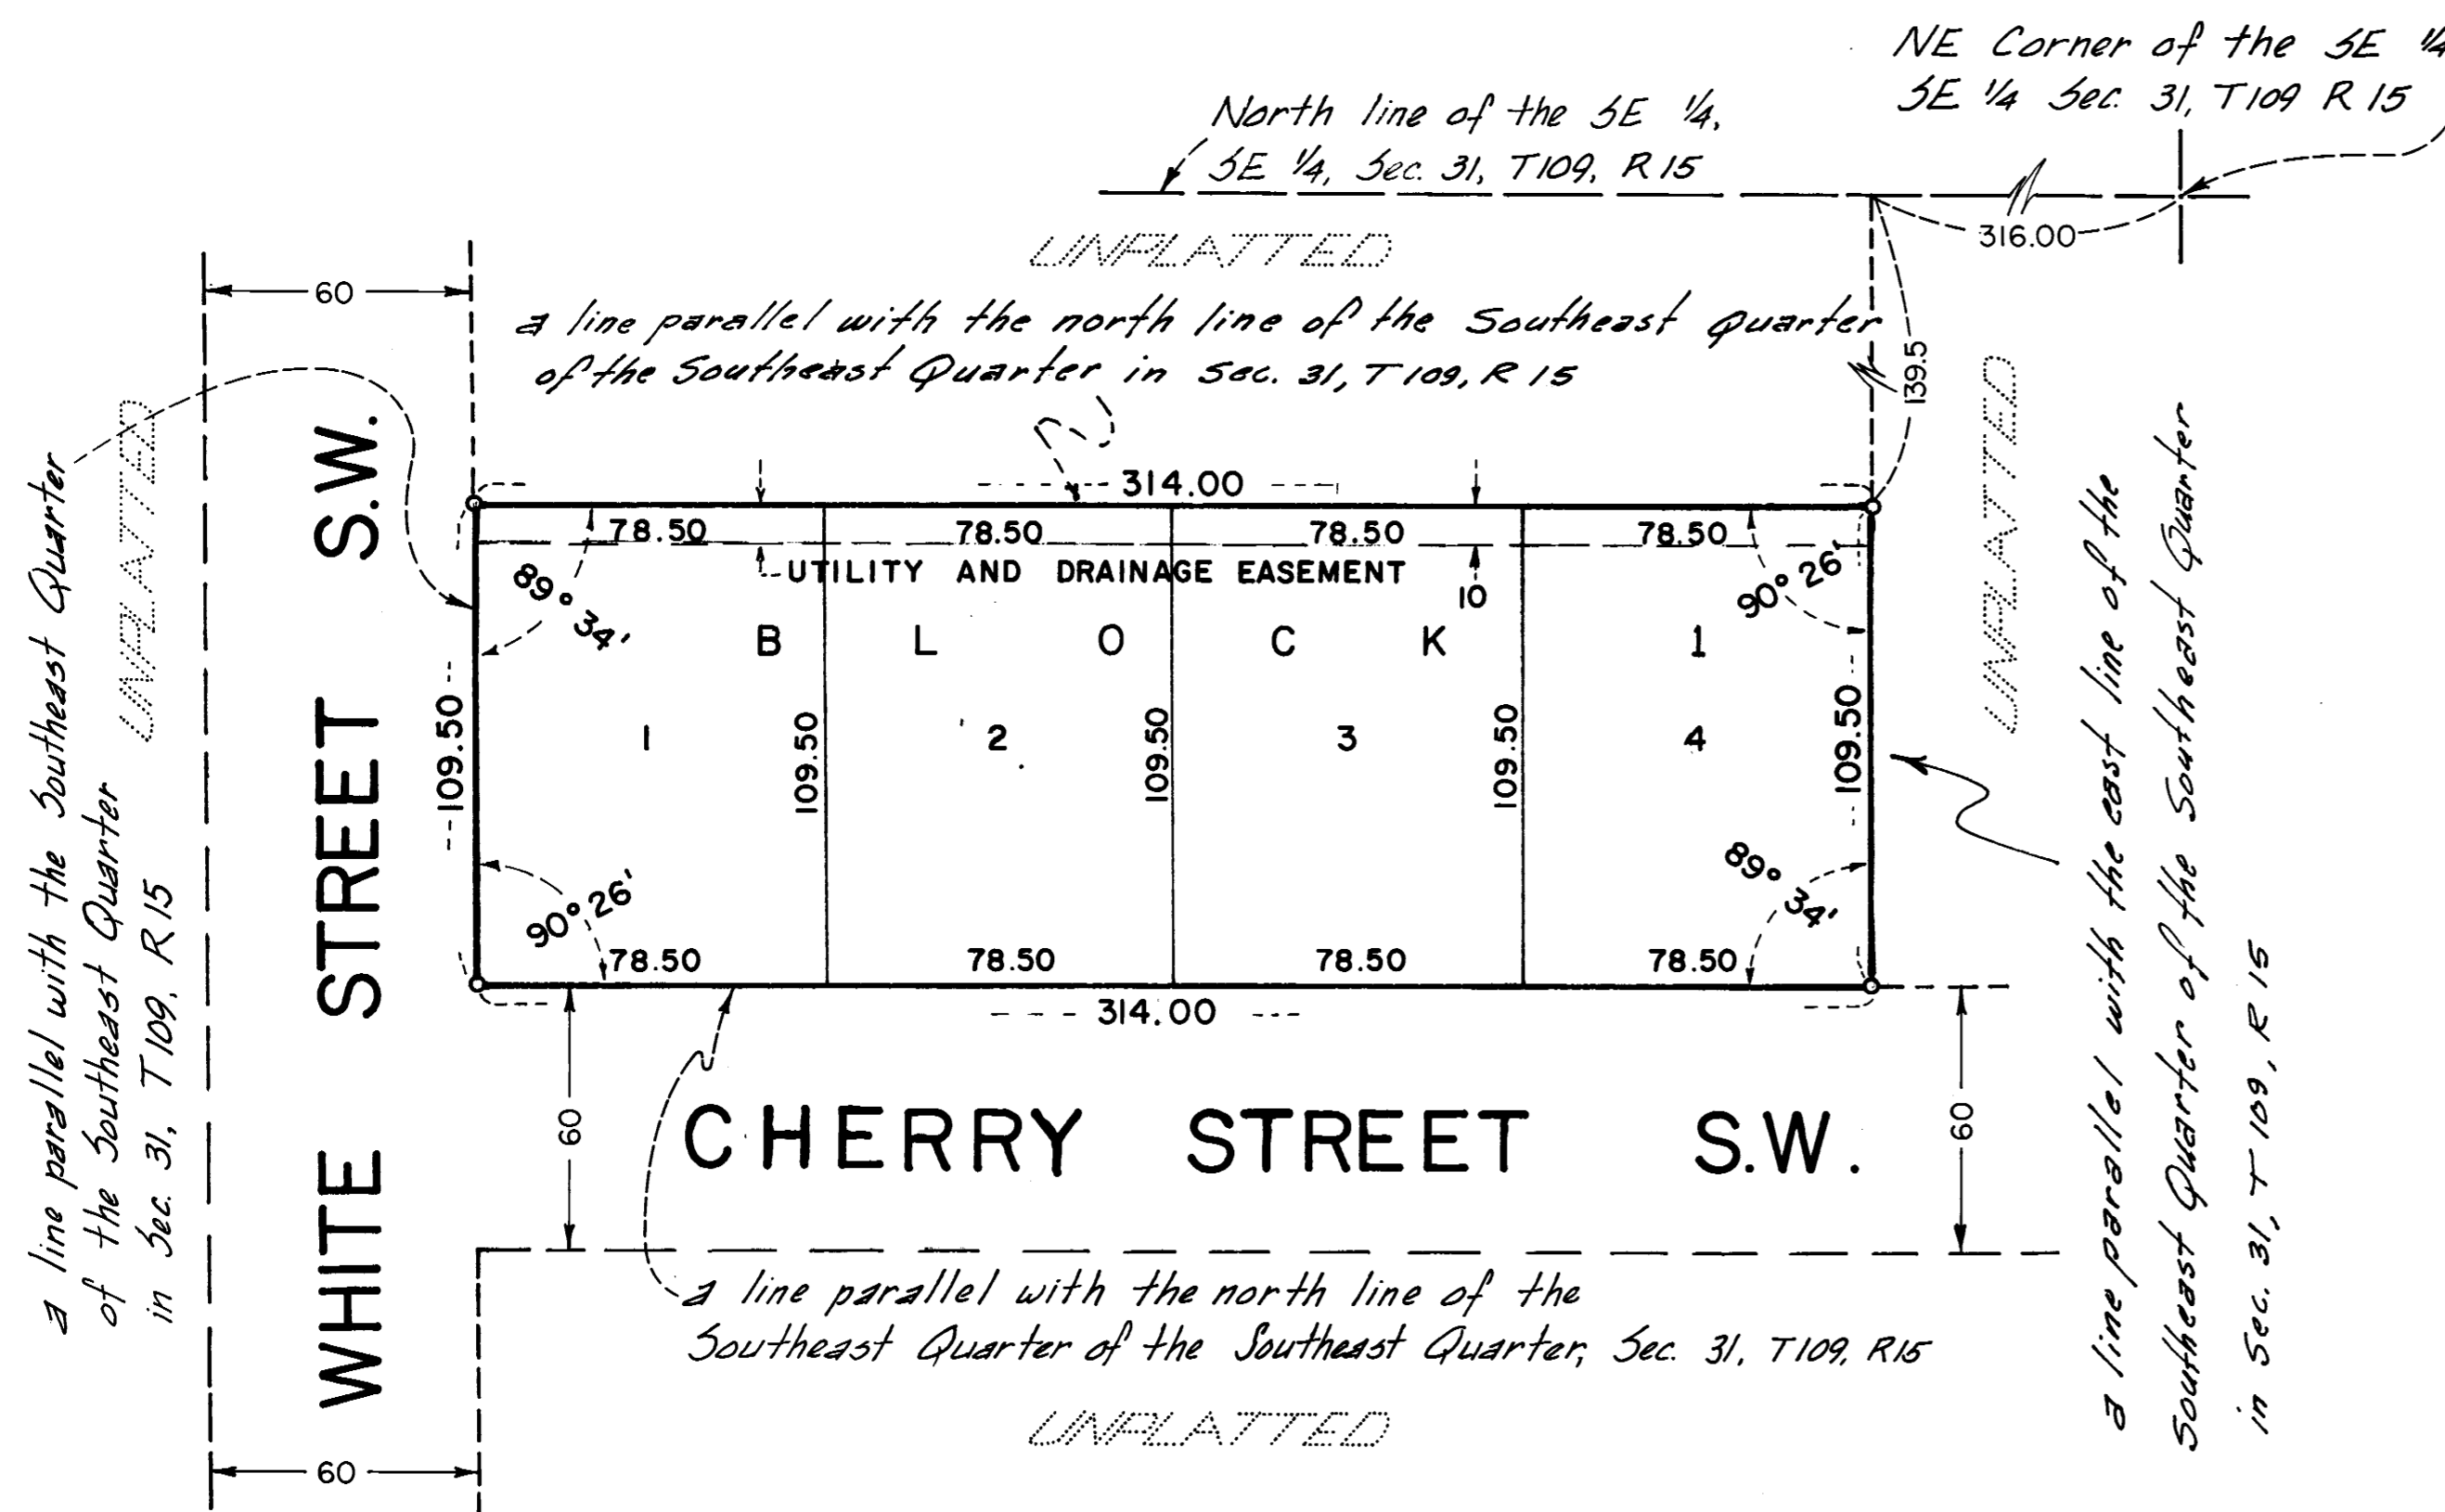 NE Corner of the SE 1/4
SE 1/4 Sec. 31, T109 R 15
North line of the SE 1/4,
SE 1/4, Sec. 31, T109, R 15
316.00
UNPLATTED
60
a line parallel with the north line of the Southeast Quarter
of the Southeast Quarter in Sec. 31, T 109, R 15
139.5
UNPLATTED
UNPLATTED
a line parallel with the Southeast Quarter
of the Southeast Quarter
in Sec. 31, T 109, R 15
WHITE STREET S.W.
314.00
78.50 78.50 78.50 78.50
UTILITY AND DRAINAGE EASEMENT
10
89° 34'
90° 26'
BLOCK 1
109.50 109.50 109.50 109.50 109.50
1 2 3 4
90° 26'
89° 34'
78.50 78.50 78.50 78.50
314.00
a line parallel with the east line of the
Southeast Quarter of the Southeast Quarter
in Sec. 31, T 109, R 15
60
CHERRY STREET S.W.
60
a line parallel with the north line of the
Southeast Quarter of the Southeast Quarter, Sec. 31, T109, R15
UNPLATTED
60